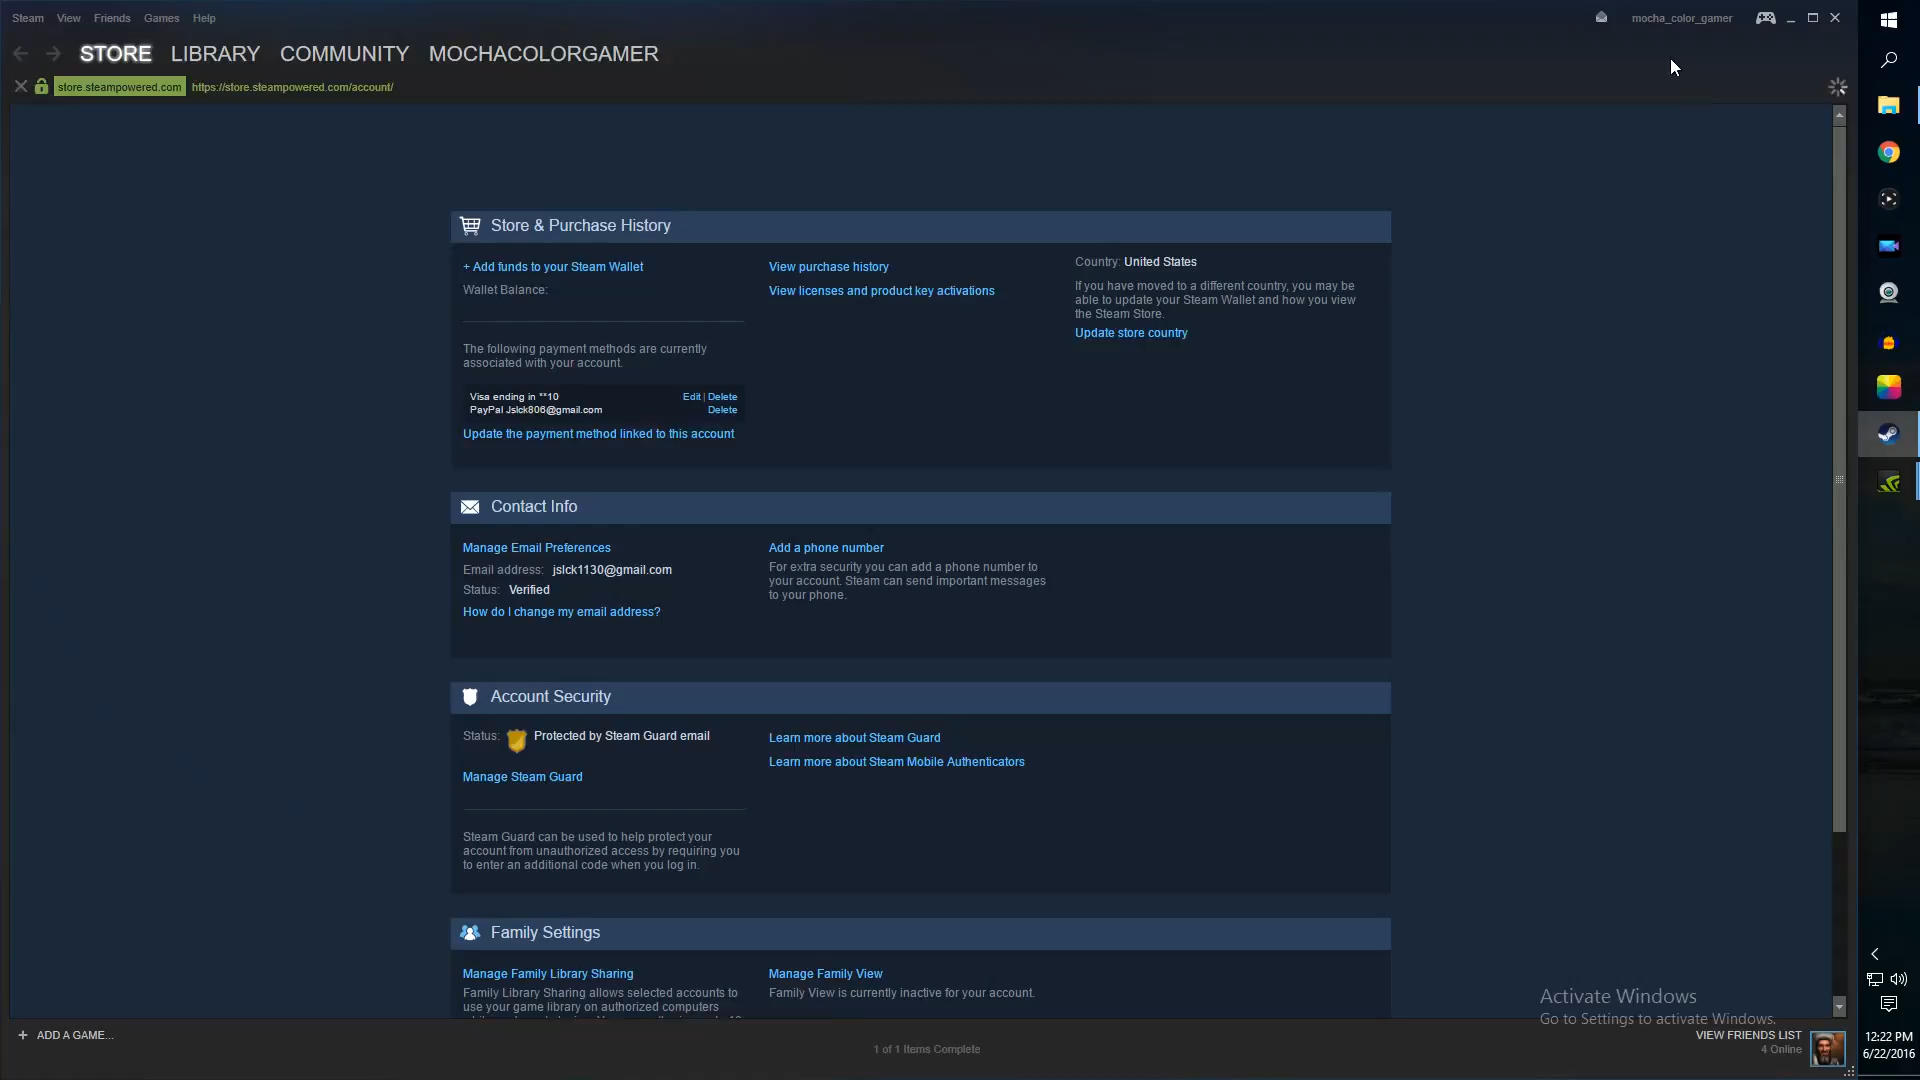 Steam View Friends Games Help
mocha_color_gamer
STORE LIBRARY COMMUNITY MOCHACOLORGAMER
store.steampowered.com https://store.steampowered.com/account/
Store & Purchase History
+ Add funds to your Steam Wallet
Wallet Balance:
The following payment methods are currently
associated with your account.
Visa ending in **10 Edit | Delete
PayPal Jslck806@gmail.com Delete
Update the payment method linked to this account
View purchase history
View licenses and product key activations
Country: United States
If you have moved to a different country, you may be
able to update your Steam Wallet and how you view
the Steam Store.
Update store country
Contact Info
Manage Email Preferences
Email address: jslck1130@gmail.com
Status: Verified
How do I change my email address?
Add a phone number
For extra security you can add a phone number to
your account. Steam can send important messages
to your phone.
Account Security
Status: Protected by Steam Guard email
Manage Steam Guard
Steam Guard can be used to help protect your
account from unauthorized access by requiring you
to enter an additional code when you log in.
Learn more about Steam Guard
Learn more about Steam Mobile Authenticators
Family Settings
Manage Family Library Sharing
Family Library Sharing allows selected accounts to
use your game library on authorized computers
Manage Family View
Family View is currently inactive for your account.
Activate Windows
Go to Settings to activate Windows.
+ ADD A GAME...
1 of 1 Items Complete
VIEW FRIENDS LIST
4 Online
12:22 PM
6/22/2016